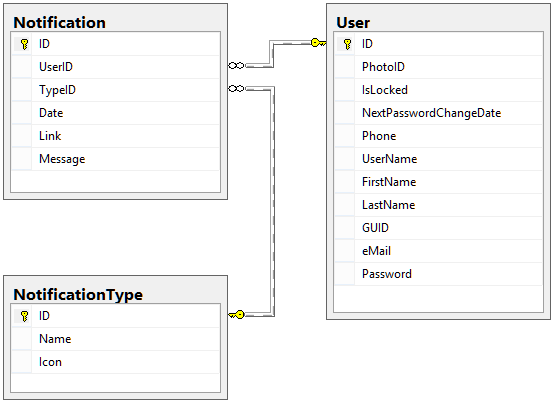 Notification
ID
UserID
TypeID
Date
Link
Message
User
ID
PhotoID
IsLocked
NextPasswordChangeDate
Phone
UserName
FirstName
LastName
GUID
eMail
Password
NotificationType
ID
Name
Icon